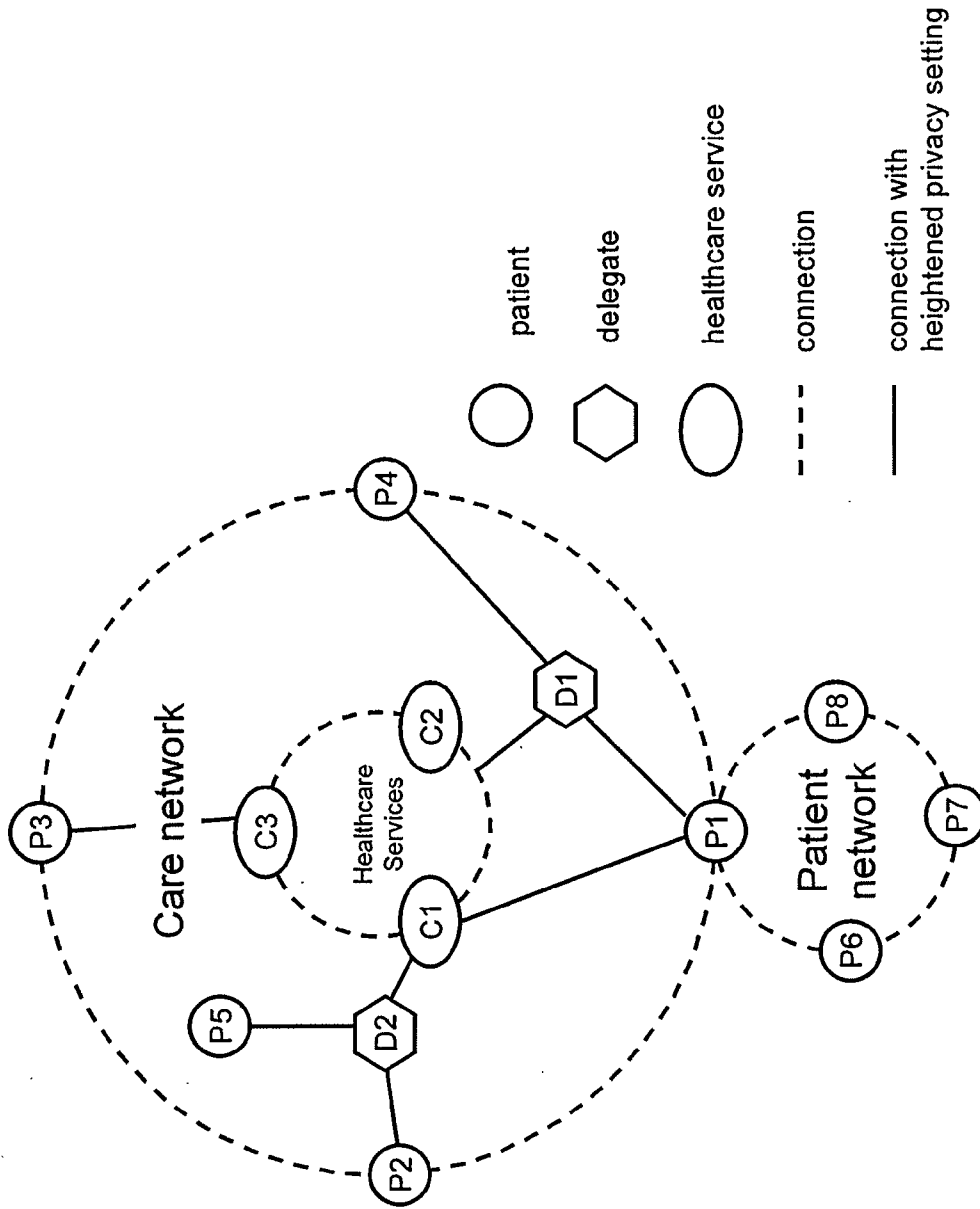 P3
Care network
C3
P5
Healthcare
Services
C1
C2
D2
P2
P4
D1
P1
P6
Patient
network
P8
P7
patient
delegate
healthcare service
connection
connection with
heightened privacy setting